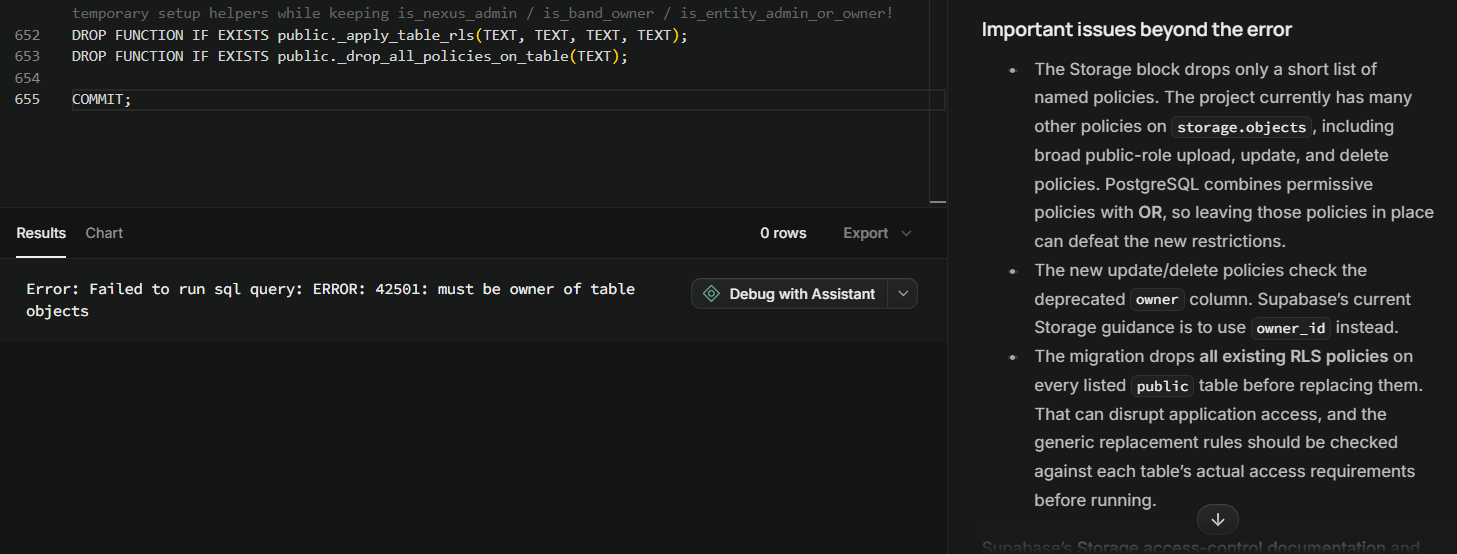 temporary setup helpers while keeping is_nexus_admin / is_band_owner / is_entity_admin_or_owner!
652 DROP FUNCTION IF EXISTS public._apply_table_rls(TEXT, TEXT, TEXT, TEXT);
653 DROP FUNCTION IF EXISTS public._drop_all_policies_on_table(TEXT);
654
655 COMMIT;
Results Chart 0 rows Export
Error: Failed to run sql query: ERROR: 42501: must be owner of table
objects
Debug with Assistant
Important issues beyond the error
The Storage block drops only a short list of
named policies. The project currently has many
other policies on storage.objects, including
broad public-role upload, update, and delete
policies. PostgreSQL combines permissive
policies with OR, so leaving those policies in place
can defeat the new restrictions.
The new update/delete policies check the
deprecated owner column. Supabase's current
Storage guidance is to use owner_id instead.
The migration drops all existing RLS policies on
every listed public table before replacing them.
That can disrupt application access, and the
generic replacement rules should be checked
against each table's actual access requirements
before running.
Supabase's Storage access-control documentation and